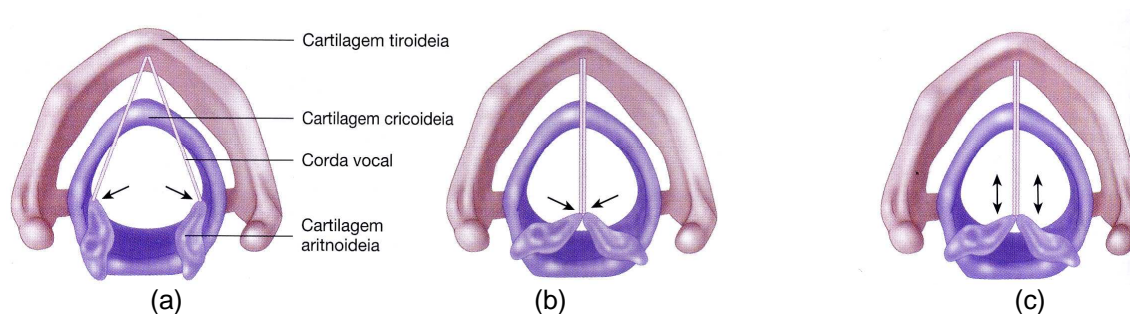 Cartilagem tiroideia
Cartilagem cricoideia
Corda vocal
Cartilagem
aritnoideia
(a)
(b)
(c)